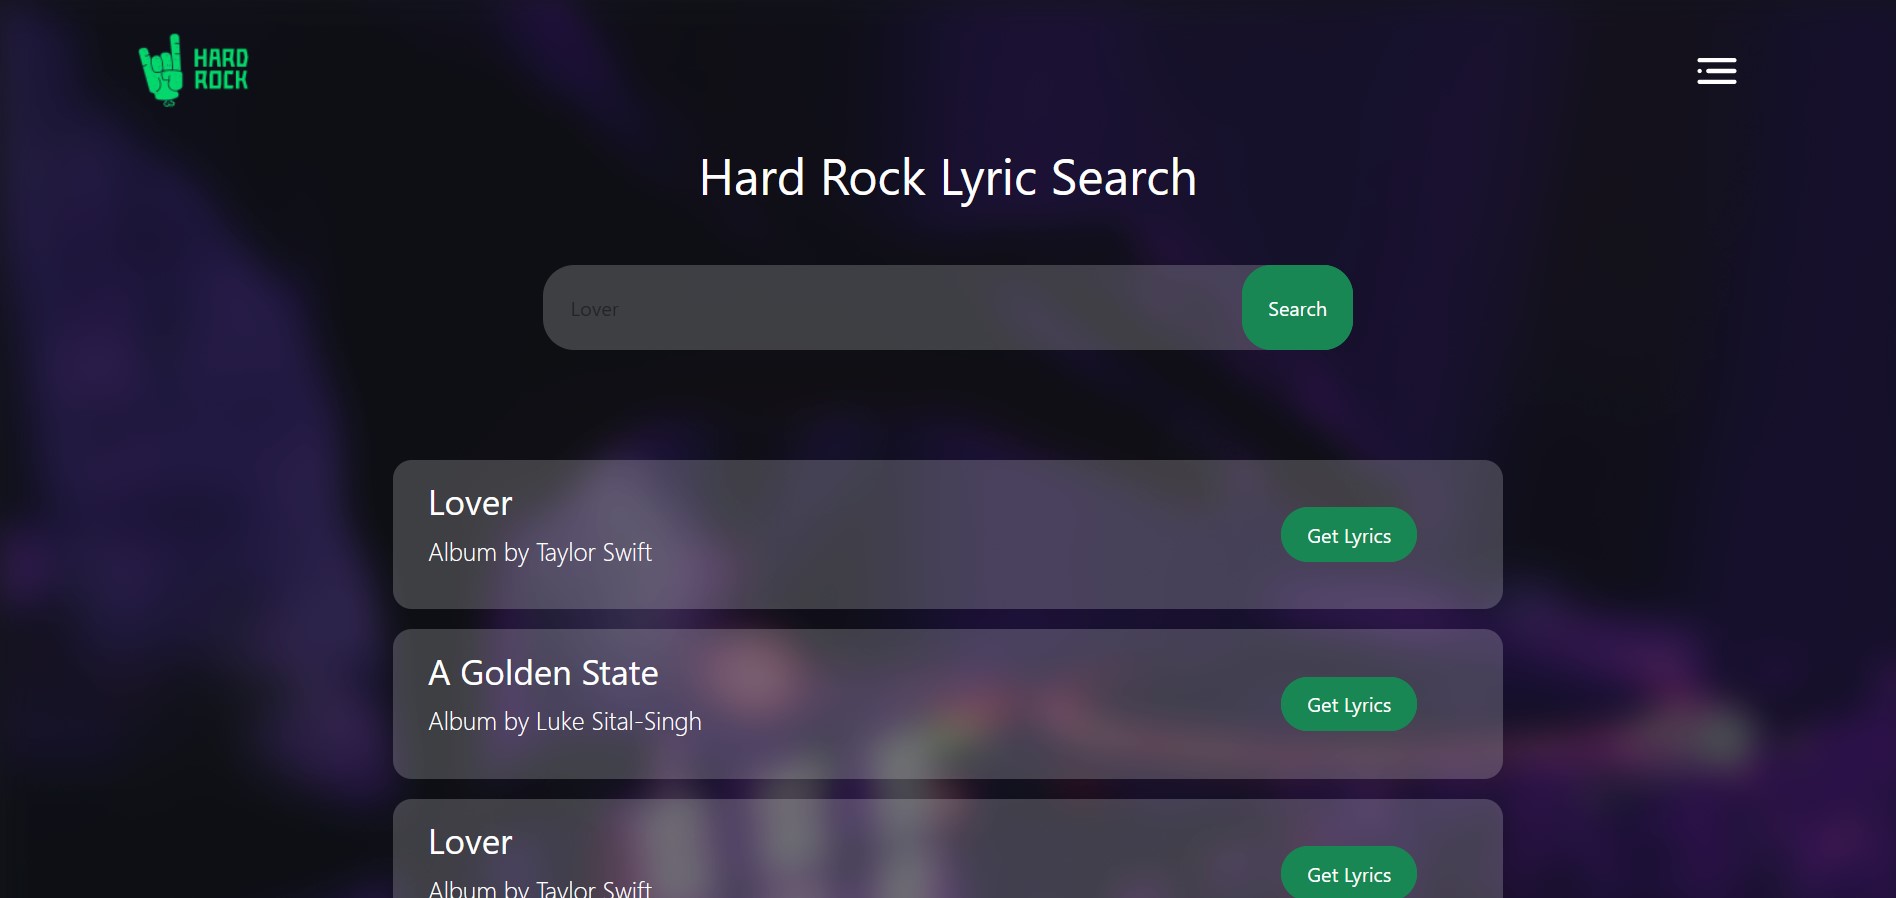 HARD
ROCK
Hard Rock Lyric Search
Lover
Search
Lover
Album by Taylor Swift
Get Lyrics
A Golden State
Album by Luke Sital-Singh
Get Lyrics
Lover
Album by Taylor Swift
Get Lyrics